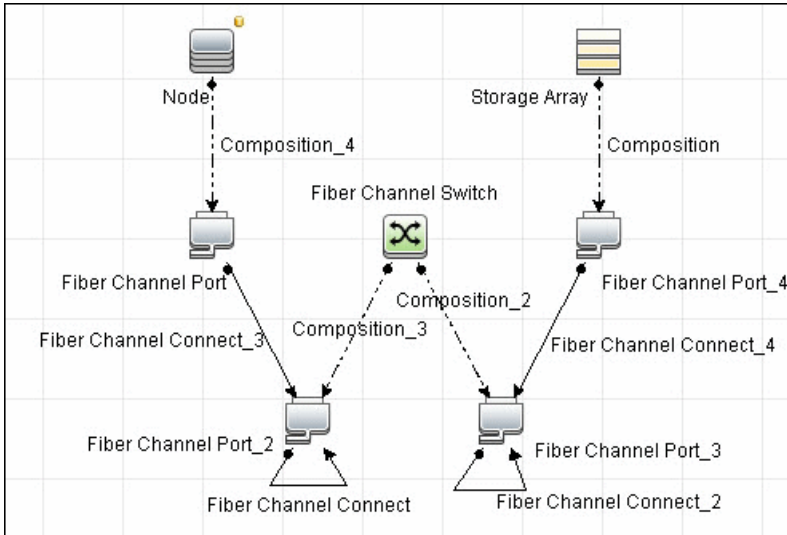 Node
Storage Array
Composition_4
Composition
Fiber Channel Switch
Fiber Channel Port
Fiber Channel Port_4
Composition_2
Composition_3
Fiber Channel Connect_3
Fiber Channel Connect_4
Fiber Channel Port_2
Fiber Channel Port_3
Fiber Channel Connect
Fiber Channel Connect_2